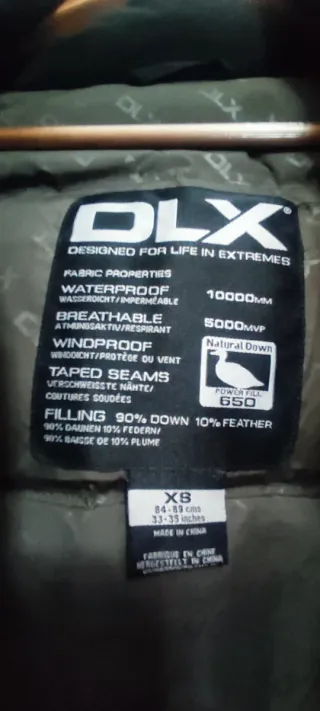 DLX®
DESIGNED FOR LIFE IN EXTREMES
FABRIC PROPERTIES
WATERPROOF 10000MM
WASSERDICHT/IMPERMÉABLE
BREATHABLE 5000MVP
ATMUNGSAKTIV/RESPIRANT
WINDPROOF
WINDDICHT/PROTÈGE DU VENT
TAPED SEAMS
VERSCHWEISSTE NÄHTE/
COUTURES SOUDÉES
Natural Down
POWER FILL
650
FILLING 90% DOWN 10% FEATHER
90% DAUNEN 10% FEDERN/
90% BAISSE DE 10% PLUME
XS
84-89 cms
33-35 inches
MADE IN CHINA
FABRIQUE EN CHINE
HERGESTELLT IN CHINA